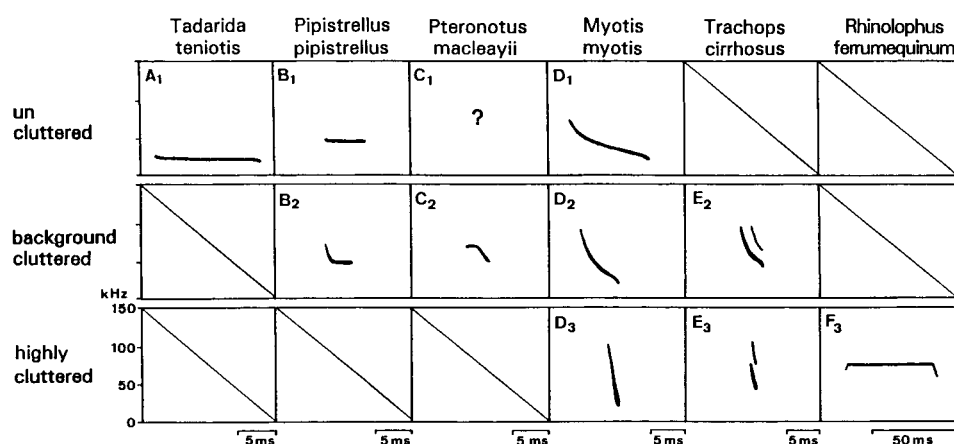 Tadarida teniotis
Pipistrellus pipistrellus
Pteronotus macleayii
Myotis myotis
Trachops cirrhosus
Rhinolophus ferrumequinum
un cluttered
A1
B1
C1
?
D1
background cluttered
B2
C2
D2
E2
kHz
150
100
50
0
highly cluttered
D3
E3
F3
5 ms
5 ms
5 ms
5 ms
5 ms
50 ms